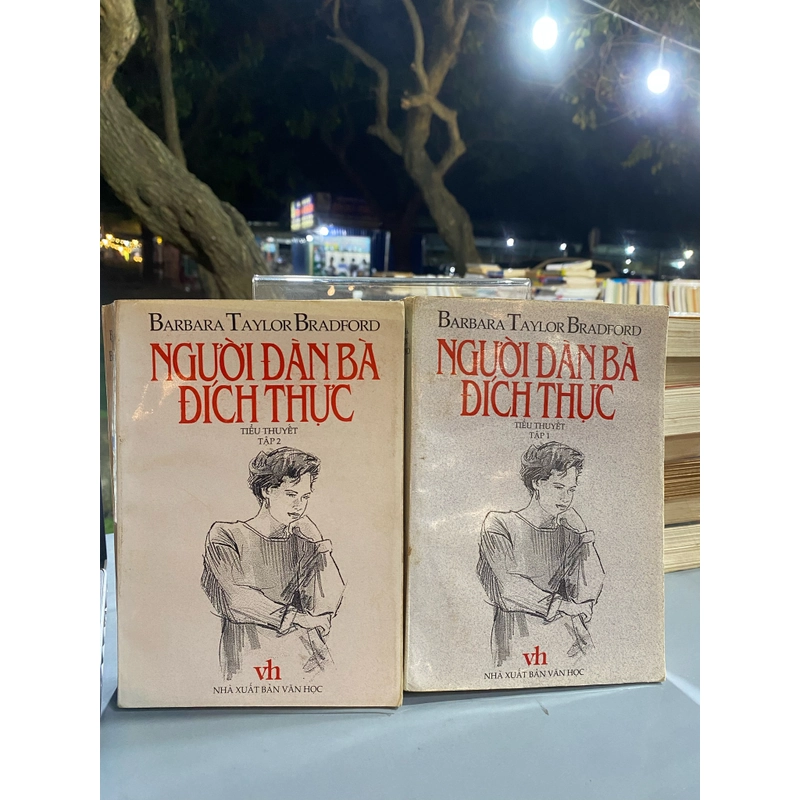 BARBARA TAYLOR BRADFORD
NGƯỜI ĐÀN BÀ
ĐÍCH THỰC
TIỂU THUYẾT
TẬP 2
vh
NHÀ XUẤT BẢN VĂN HỌC
BARBARA TAYLOR BRADFORD
NGƯỜI ĐÀN BÀ
ĐÍCH THỰC
TIỂU THUYẾT
TẬP 1
vh
NHÀ XUẤT BẢN VĂN HỌC